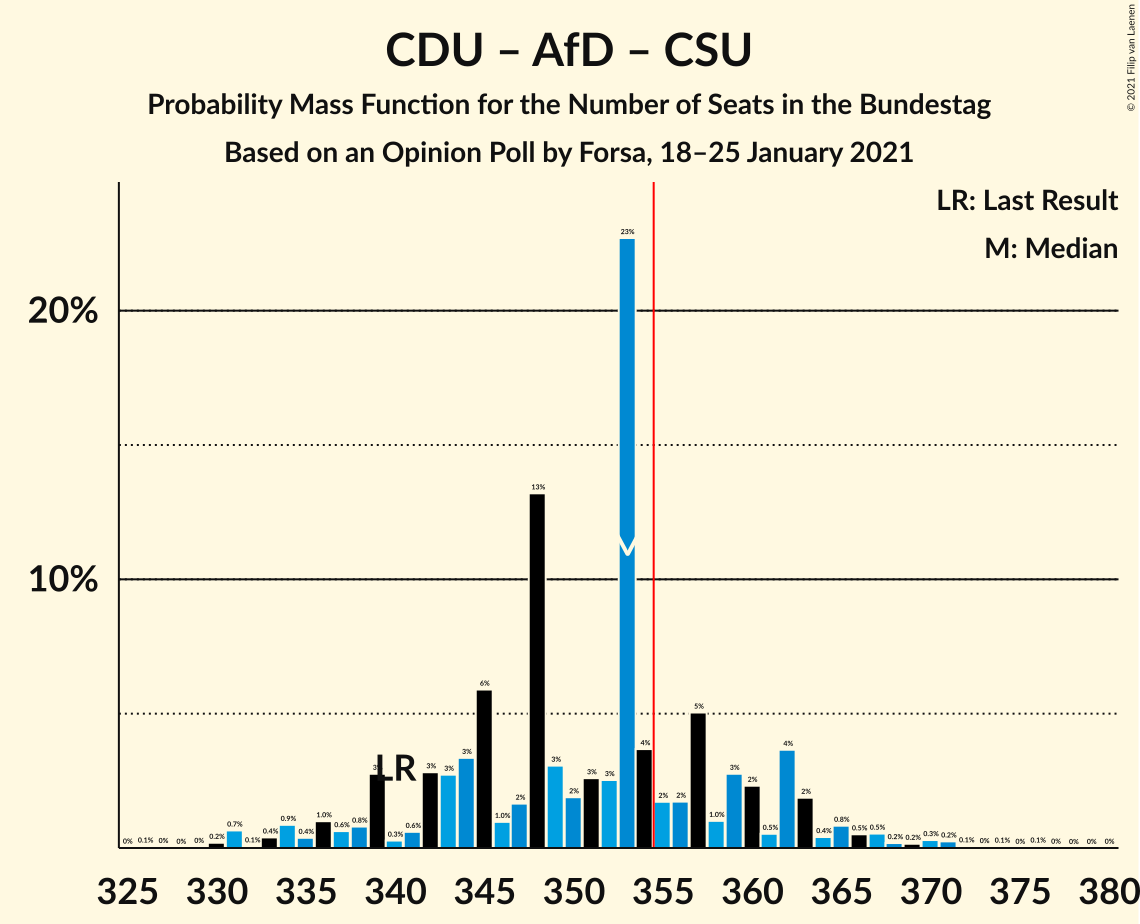 CDU – AfD – CSU
Probability Mass Function for the Number of Seats in the Bundestag
Based on an Opinion Poll by Forsa, 18–25 January 2021
© 2021 Filip van Laenen
LR: Last Result
M: Median
20%
10%
0% 0.1% 0% 0% 0% 0.2% 0.7% 0.1% 0.4% 0.9% 0.4% 1.0% 0.6% 0.8% 3% 0.3% 0.6% 3% 3% 3% 6% 1.0% 2% 13% 3% 2% 3% 3% 23% 4% 2% 2% 5% 1.0% 3% 2% 0.5% 4% 2% 0.4% 0.8% 0.5% 0.5% 0.2% 0.2% 0.3% 0.2% 0.1% 0% 0.1% 0% 0.1% 0% 0% 0% 0%
LR
325 330 335 340 345 350 355 360 365 370 375 380